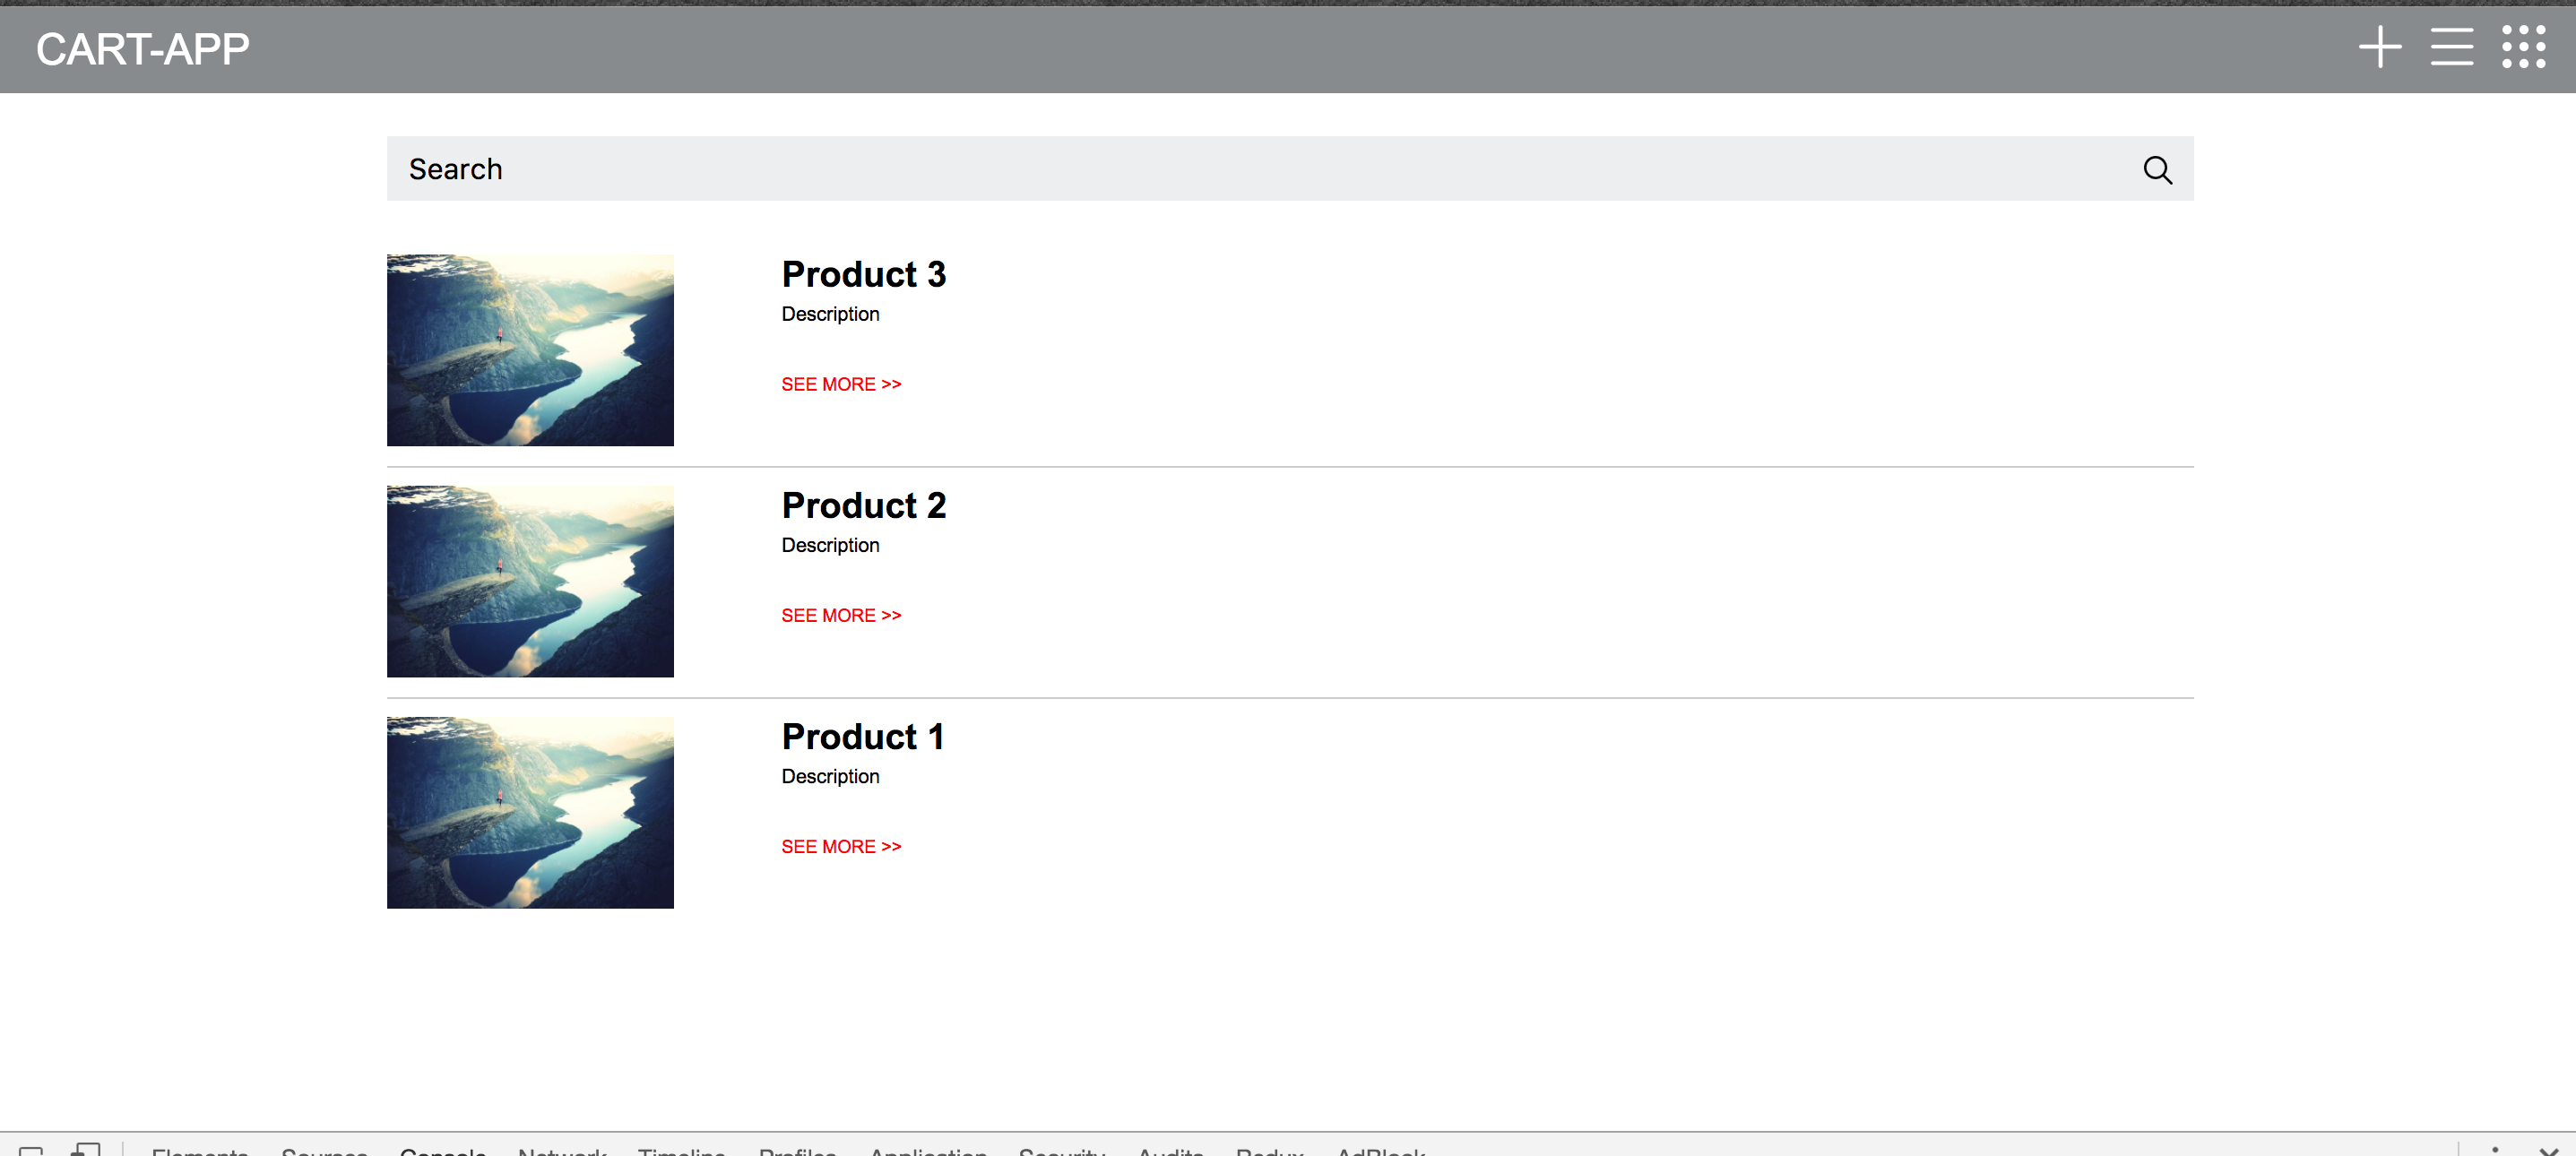 CART-APP
Search
Product 3
Description
SEE MORE >>
Product 2
Description
SEE MORE >>
Product 1
Description
SEE MORE >>
Elements Sources Console Network Timeline Profiles Application Security Audits Redux AdBlock